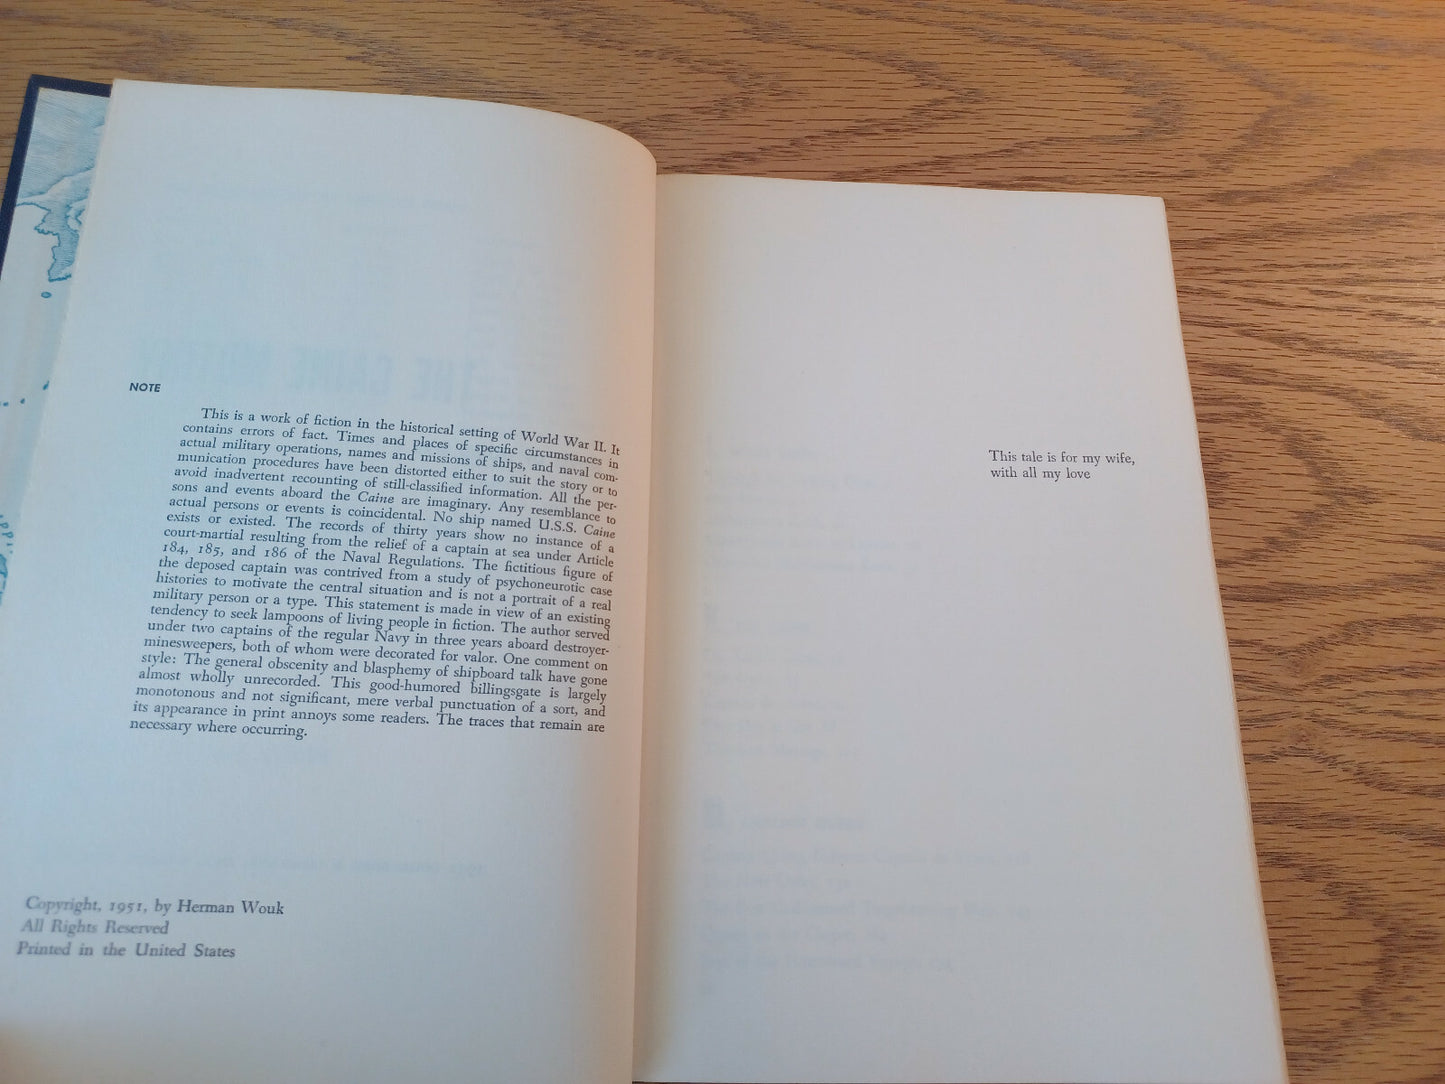 NOTE
This is a work of fiction in the historical setting of World War II. It
contains errors of fact. Times and places of specific circumstances in
actual military operations, names and missions of ships, and naval com-
munication procedures have been distorted either to suit the story or to
avoid inadvertent recounting of still-classified information. All the per-
sons and events aboard the Caine are imaginary. Any resemblance to
actual persons or events is coincidental. No ship named U.S.S. Caine
exists or existed. The records of thirty years show no instance of a
court-martial resulting from the relief of a captain at sea under Article
184, 185, and 186 of the Naval Regulations. The fictitious figure of
the deposed captain was contrived from a study of psychoneurotic case
histories to motivate the central situation and is not a portrait of a real
military person or a type. This statement is made in view of an existing
tendency to seek lampoons of living people in fiction. The author served
under two captains of the regular Navy in three years aboard destroyer-
minesweepers, both of whom were decorated for valor. One comment on
style: The general obscenity and blasphemy of shipboard talk have gone
almost wholly unrecorded. This good-humored billingsgate is largely
monotonous and not significant, mere verbal punctuation of a sort, and
its appearance in print annoys some readers. The traces that remain are
necessary where occurring.
Copyright, 1951, by Herman Wouk
All Rights Reserved
Printed in the United States
This tale is for my wife,
with all my love